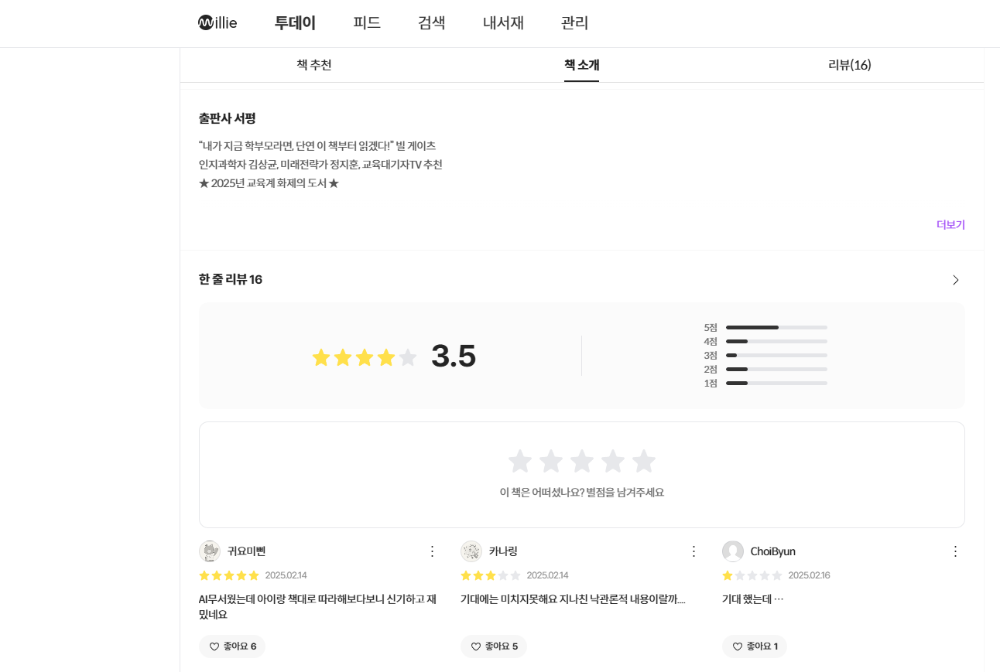 millie 투데이 피드 검색 내서재 관리
책 추천 책 소개 리뷰(16)
출판사 서평
“내가 지금 학부모라면, 단연 이 책부터 읽겠다!” 빌 게이츠
인지과학자 김상균, 미래전략가 정지훈, 교육대기자TV 추천
★ 2025년 교육계 화제의 도서 ★
더보기
한 줄 리뷰 16
3.5
5점
4점
3점
2점
1점
이 책은 어떠셨나요? 별점을 남겨주세요
귀요미삔
2025.02.14
AI무서웠는데 아이랑 책대로 따라해보다보니 신기하고 재
밌네요
좋아요 6
카나링
2025.02.14
기대에는 미치지못해요 지나친 낙관론적 내용이랄까....
좋아요 5
ChoiByun
2025.02.16
기대 했는데 …
좋아요 1